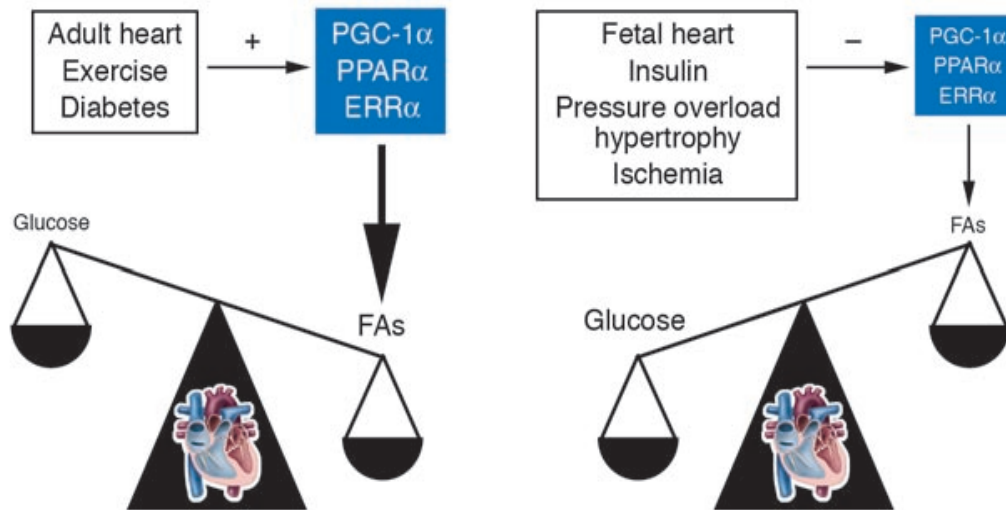 Adult heart
Exercise
Diabetes
+
PGC-1α
PPARα
ERRα
Glucose
FAs
Fetal heart
Insulin
Pressure overload
hypertrophy
Ischemia
−
PGC-1α
PPARα
ERRα
FAs
Glucose